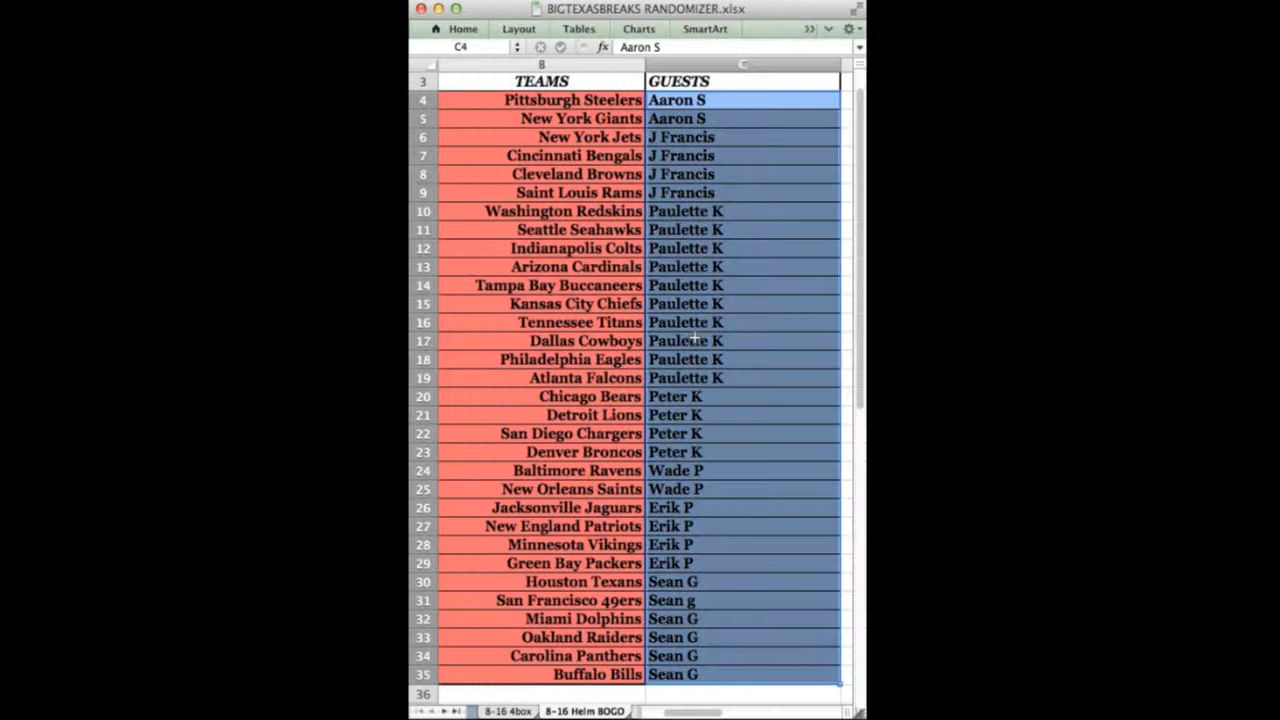 BIGTEXASBREAKS RANDOMIZER.xlsx
Home Layout Tables Charts SmartArt
C4 fx Aaron S
B C
3 TEAMS GUESTS
4 Pittsburgh Steelers Aaron S
5 New York Giants Aaron S
6 New York Jets J Francis
7 Cincinnati Bengals J Francis
8 Cleveland Browns J Francis
9 Saint Louis Rams J Francis
10 Washington Redskins Paulette K
11 Seattle Seahawks Paulette K
12 Indianapolis Colts Paulette K
13 Arizona Cardinals Paulette K
14 Tampa Bay Buccaneers Paulette K
15 Kansas City Chiefs Paulette K
16 Tennessee Titans Paulette K
17 Dallas Cowboys Paulette K
18 Philadelphia Eagles Paulette K
19 Atlanta Falcons Paulette K
20 Chicago Bears Peter K
21 Detroit Lions Peter K
22 San Diego Chargers Peter K
23 Denver Broncos Peter K
24 Baltimore Ravens Wade P
25 New Orleans Saints Wade P
26 Jacksonville Jaguars Erik P
27 New England Patriots Erik P
28 Minnesota Vikings Erik P
29 Green Bay Packers Erik P
30 Houston Texans Sean G
31 San Francisco 49ers Sean g
32 Miami Dolphins Sean G
33 Oakland Raiders Sean G
34 Carolina Panthers Sean G
35 Buffalo Bills Sean G
36
8-16 4box 8-16 Helm BOGO